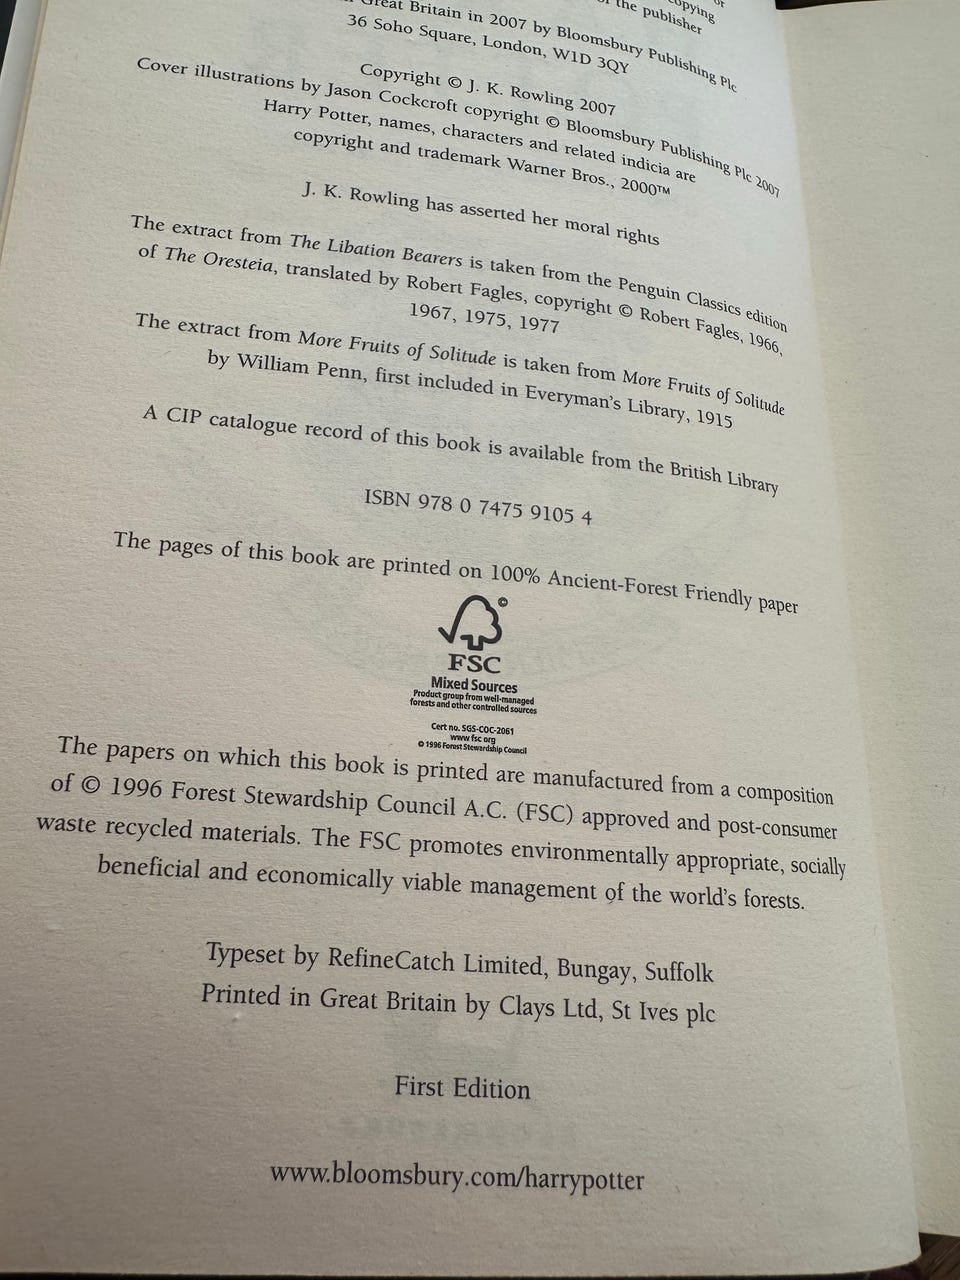 opying
of the publisher
Great Britain in 2007 by Bloomsbury Publishing Plc
36 Soho Square, London, W1D 3QY
Copyright © J. K. Rowling 2007
Cover illustrations by Jason Cockcroft copyright © Bloomsbury Publishing Plc 2007
Harry Potter, names, characters and related indicia are
copyright and trademark Warner Bros., 2000™
J. K. Rowling has asserted her moral rights
The extract from The Libation Bearers is taken from the Penguin Classics edition
of The Oresteia, translated by Robert Fagles, copyright © Robert Fagles, 1966,
1967, 1975, 1977
The extract from More Fruits of Solitude is taken from More Fruits of Solitude
by William Penn, first included in Everyman's Library, 1915
A CIP catalogue record of this book is available from the British Library
ISBN 978 0 7475 9105 4
The pages of this book are printed on 100% Ancient-Forest Friendly paper
©
FSC
Mixed Sources
Product group from well-managed
forests and other controlled sources
Cert no. SGS-COC-2061
www.fsc.org
© 1996 Forest Stewardship Council
The papers on which this book is printed are manufactured from a composition
of © 1996 Forest Stewardship Council A.C. (FSC) approved and post-consumer
waste recycled materials. The FSC promotes environmentally appropriate, socially
beneficial and economically viable management of the world's forests.
Typeset by RefineCatch Limited, Bungay, Suffolk
Printed in Great Britain by Clays Ltd, St Ives plc
First Edition
www.bloomsbury.com/harrypotter